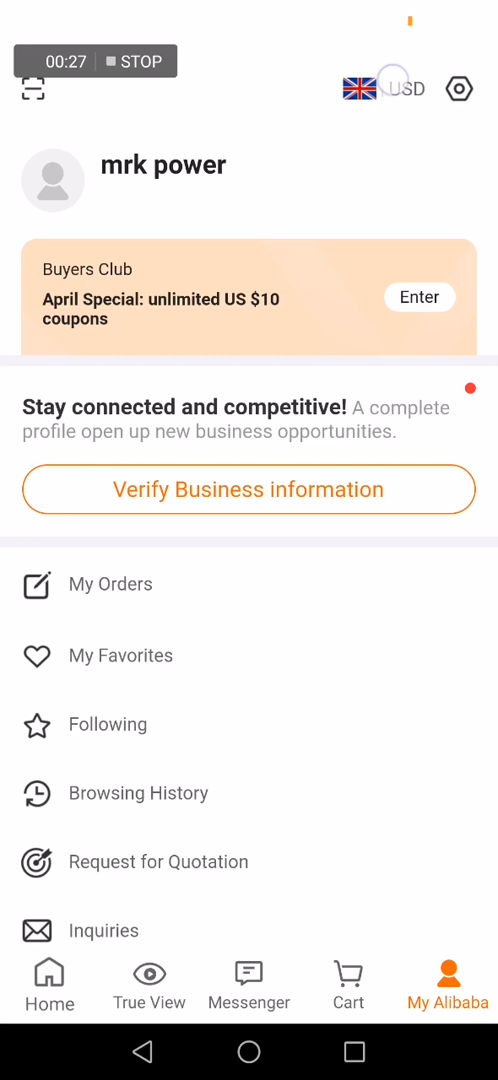 00:27 STOP
USD
mrk power
Buyers Club
April Special: unlimited US $10
coupons
Enter
Stay connected and competitive! A complete
profile open up new business opportunities.
Verify Business information
My Orders
My Favorites
Following
Browsing History
Request for Quotation
Inquiries
Home
True View
Messenger
Cart
My Alibaba